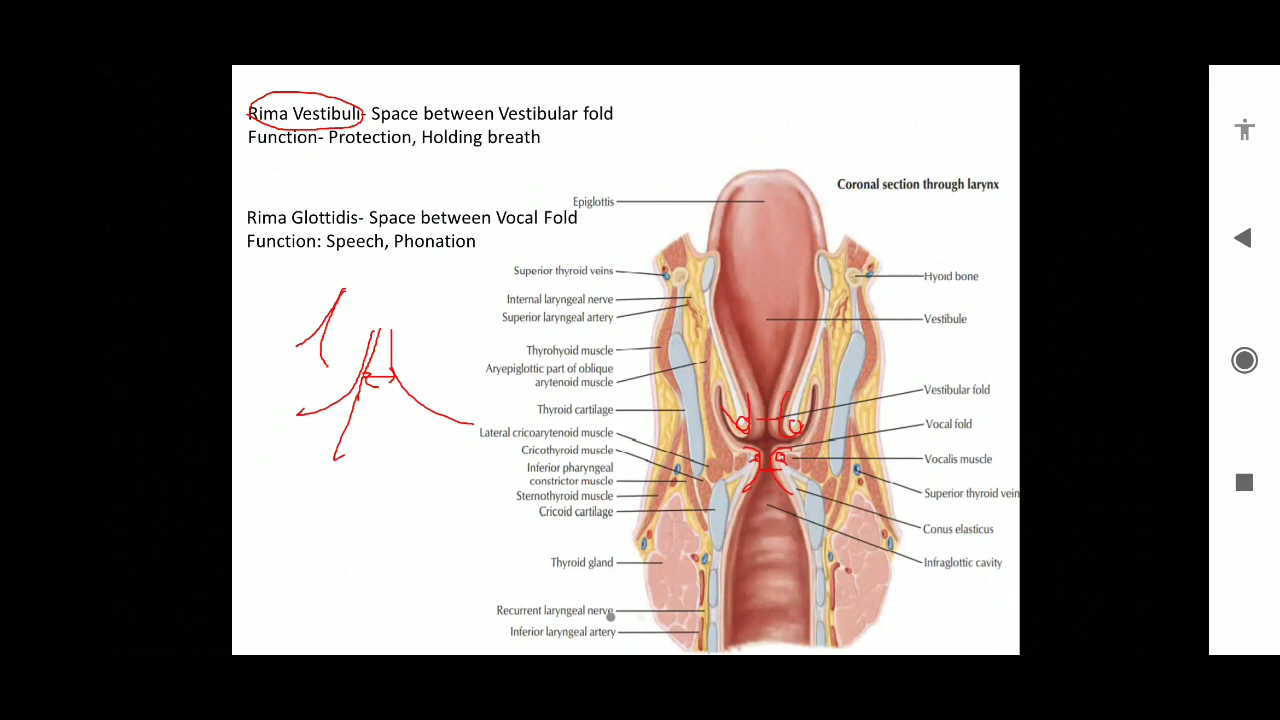 Rima Vestibuli- Space between Vestibular fold
Function- Protection, Holding breath
Rima Glottidis- Space between Vocal Fold
Function: Speech, Phonation
Coronal section through larynx
Epiglottis
Superior thyroid veins
Internal laryngeal nerve
Superior laryngeal artery
Thyrohyoid muscle
Aryepiglottic part of oblique
arytenoid muscle
Thyroid cartilage
Lateral cricoarytenoid muscle
Cricothyroid muscle
Inferior pharyngeal
constrictor muscle
Sternothyroid muscle
Cricoid cartilage
Thyroid gland
Recurrent laryngeal nerve
Inferior laryngeal artery
Hyoid bone
Vestibule
Vestibular fold
Vocal fold
Vocalis muscle
Superior thyroid vein
Conus elasticus
Infraglottic cavity